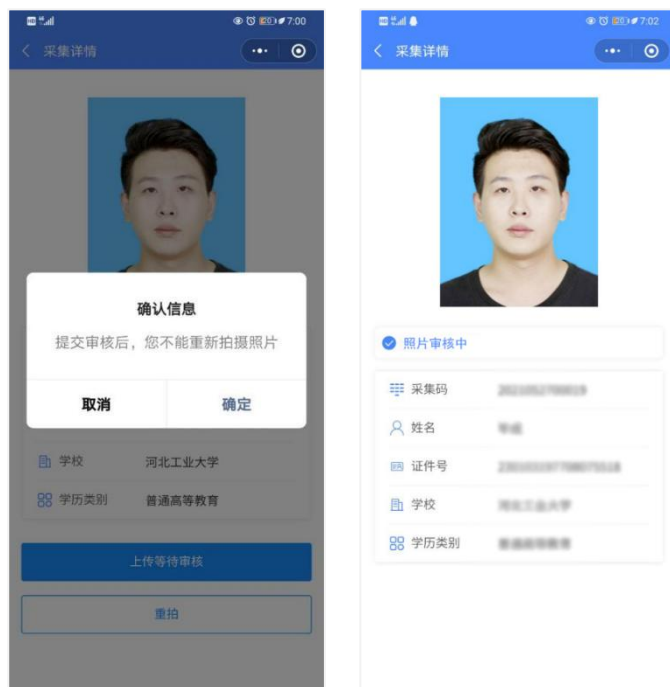 7:00
采集详情
确认信息
提交审核后，您不能重新拍摄照片
取消
确定
学校
河北工业大学
学历类别
普通高等教育
上传等待审核
重拍
7:02
采集详情
照片审核中
采集码
姓名
证件号
学校
学历类别